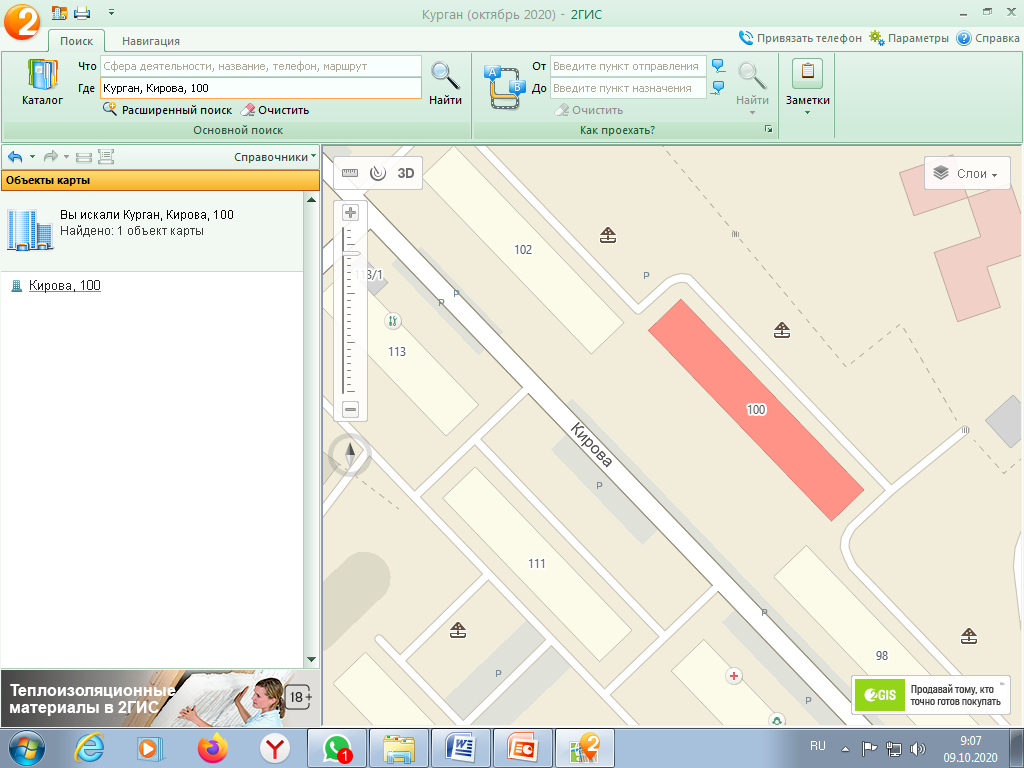 Курган (октябрь 2020) - 2ГИС
Поиск
Навигация
Привязать телефон
Параметры
Справка
Каталог
Что
Сфера деятельности, название, телефон, маршрут
Где
Курган, Кирова, 100
Расширенный поиск
Очистить
Найти
Основной поиск
A
B
От
Введите пункт отправления
До
Введите пункт назначения
Очистить
Найти
Как проехать?
Заметки
Справочники
Объекты карты
Вы искали Курган, Кирова, 100
Найдено: 1 объект карты
Кирова, 100
3D
Слои
102
113/1
P
P
P
113
100
Кирова
P
111
P
98
P
P
Теплоизоляционные
материалы в 2ГИС
18+
2GIS
Продавай тому, кто
точно готов покупать
1
RU
9:07
09.10.2020